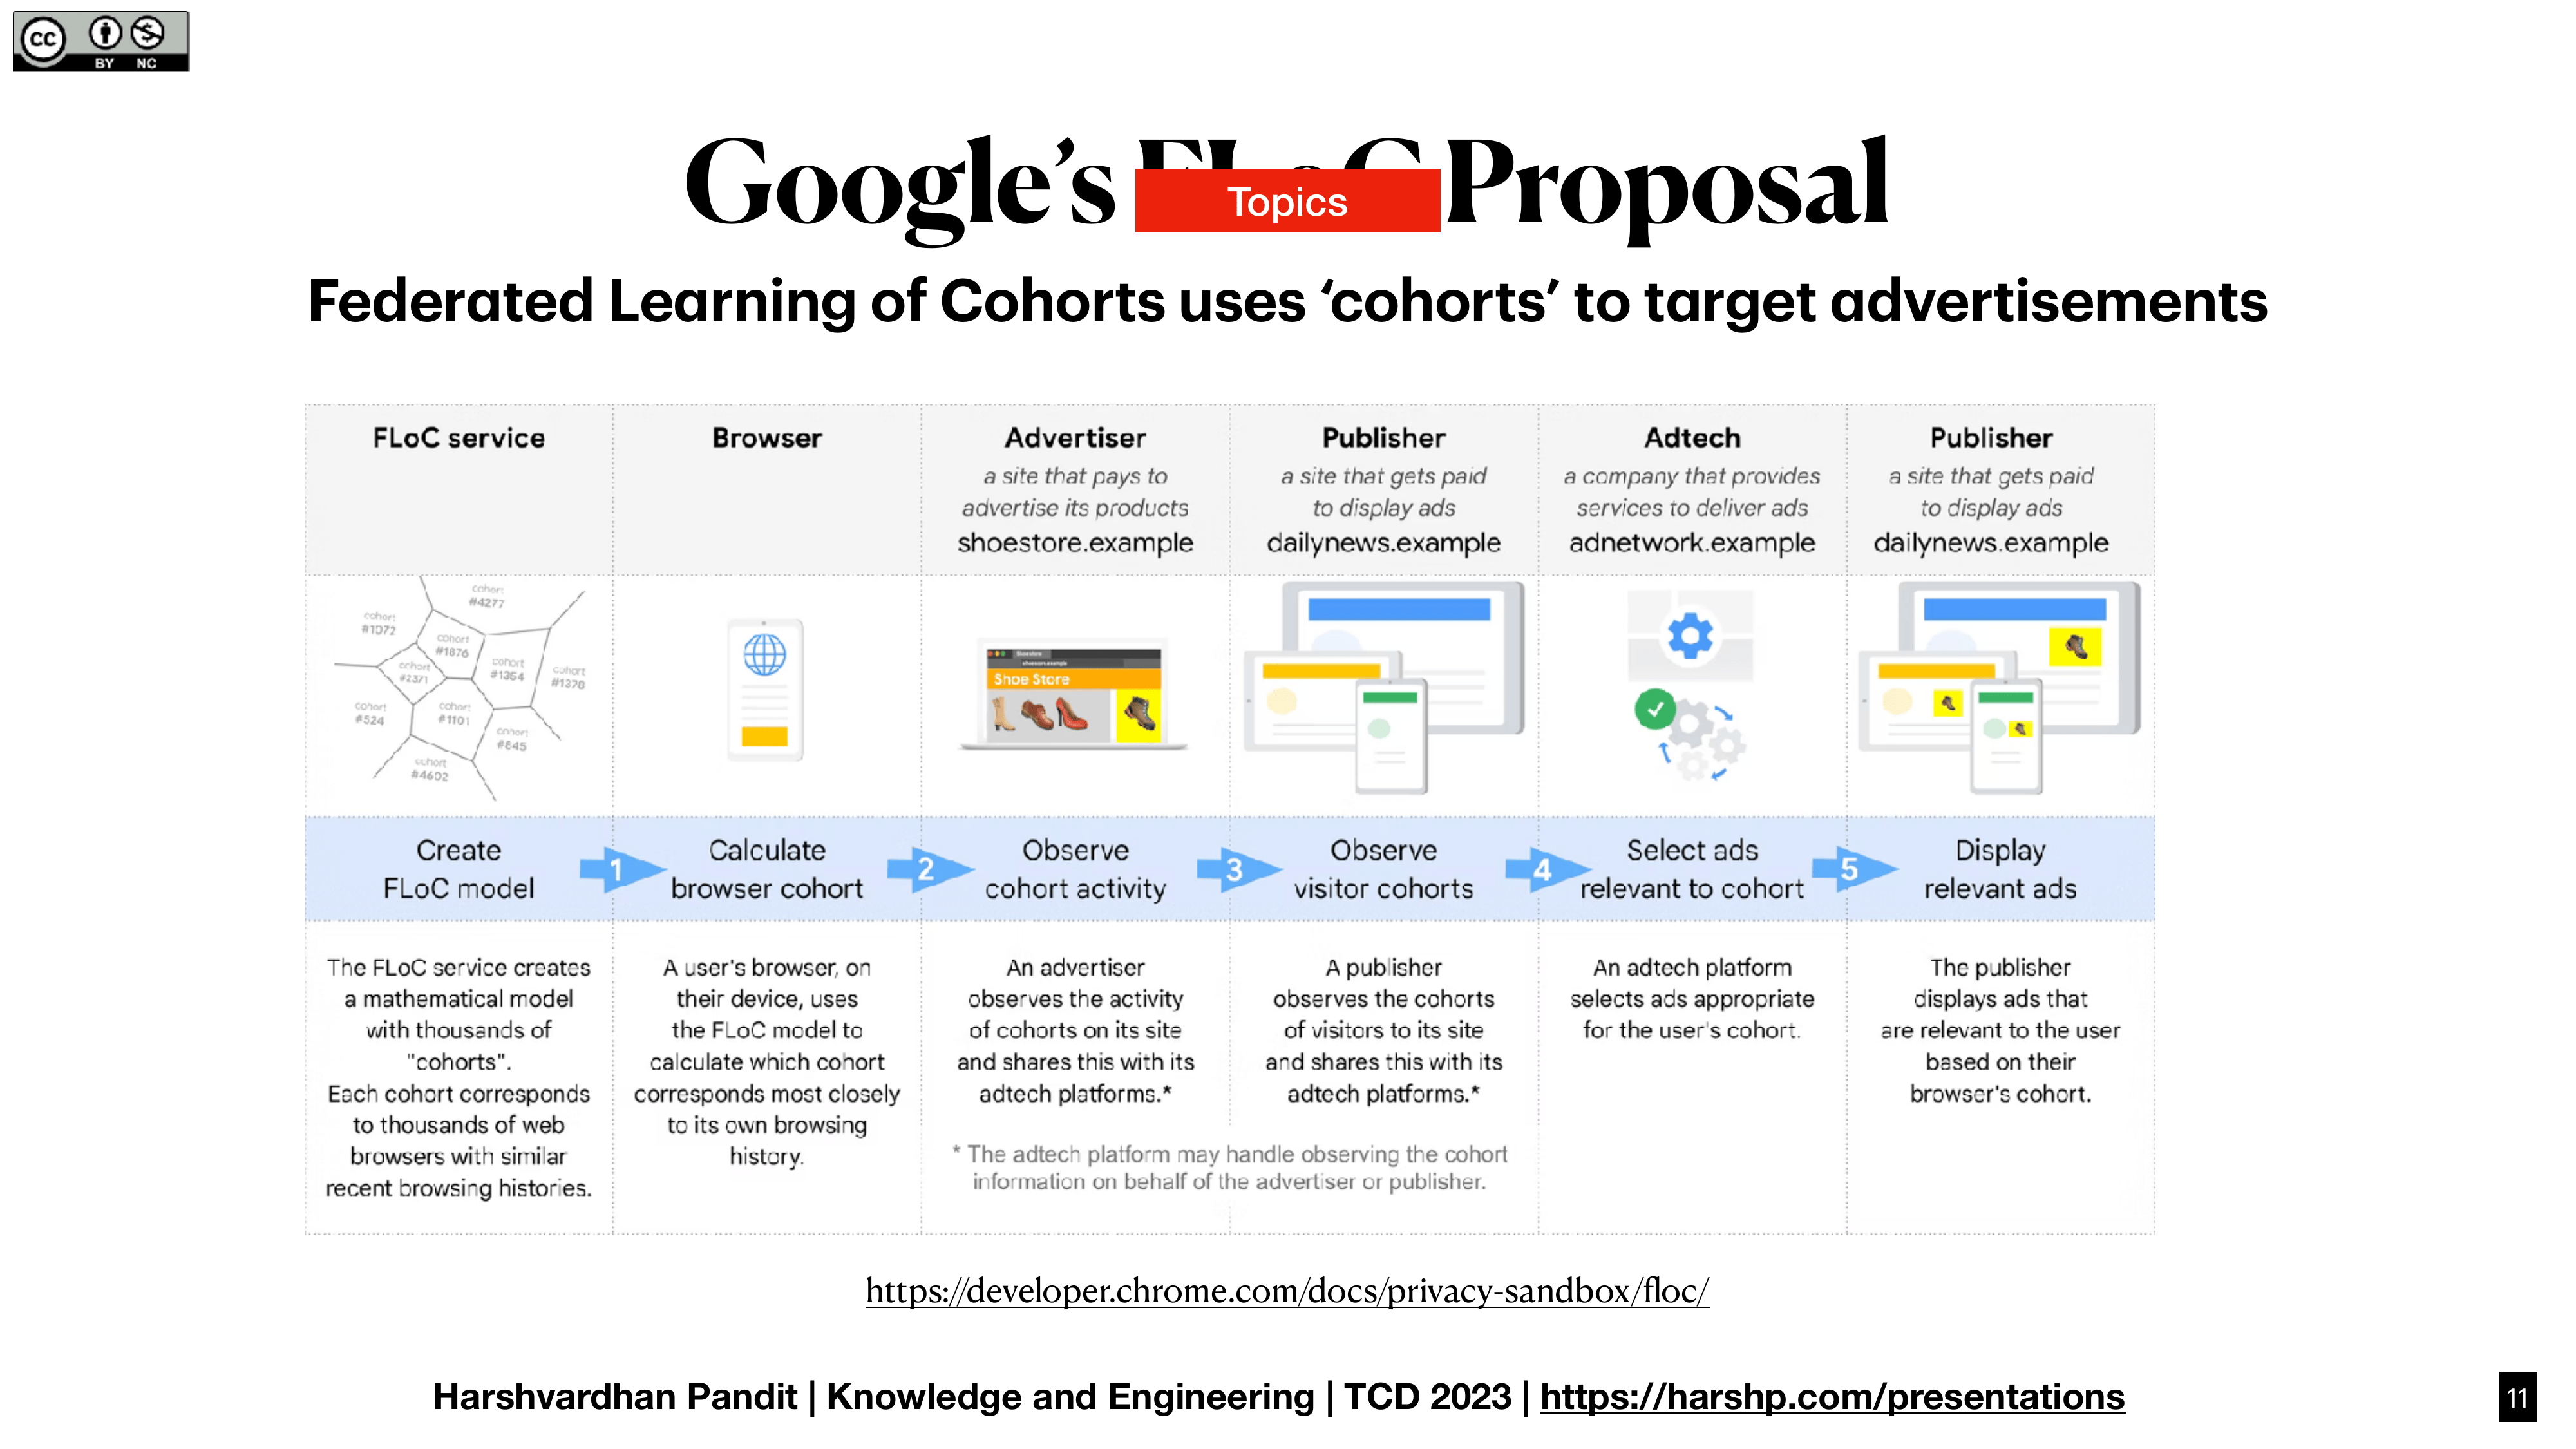 cc
BY NC
Google's FLoC Proposal
Topics
Federated Learning of Cohorts uses ‘cohorts’ to target advertisements
FLoC service
Browser
Advertiser
a site that pays to
advertise its products
shoestore.example
Publisher
a site that gets paid
to display ads
dailynews.example
Adtech
a company that provides
services to deliver ads
adnetwork.example
Publisher
a site that gets paid
to display ads
dailynews.example
cohort
#4277
cohort
#1072
cohort
#1876
cohort
#1354
cohort
#1270
cohort
#2371
cohort
#524
cohort
#1101
cohort
#845
cohort
#4602
Shoestore
shoestore.example
Shoe Store
Create
FLoC model
1
Calculate
browser cohort
2
Observe
cohort activity
3
Observe
visitor cohorts
4
Select ads
relevant to cohort
5
Display
relevant ads
The FLoC service creates
a mathematical model
with thousands of
"cohorts".
Each cohort corresponds
to thousands of web
browsers with similar
recent browsing histories.
A user's browser, on
their device, uses
the FLoC model to
calculate which cohort
corresponds most closely
to its own browsing
history.
An advertiser
observes the activity
of cohorts on its site
and shares this with its
adtech platforms.*
A publisher
observes the cohorts
of visitors to its site
and shares this with its
adtech platforms.*
* The adtech platform may handle observing the cohort
information on behalf of the advertiser or publisher.
An adtech platform
selects ads appropriate
for the user's cohort.
The publisher
displays ads that
are relevant to the user
based on their
browser's cohort.
https://developer.chrome.com/docs/privacy-sandbox/floc/
Harshvardhan Pandit | Knowledge and Engineering | TCD 2023 | https://harshp.com/presentations
11